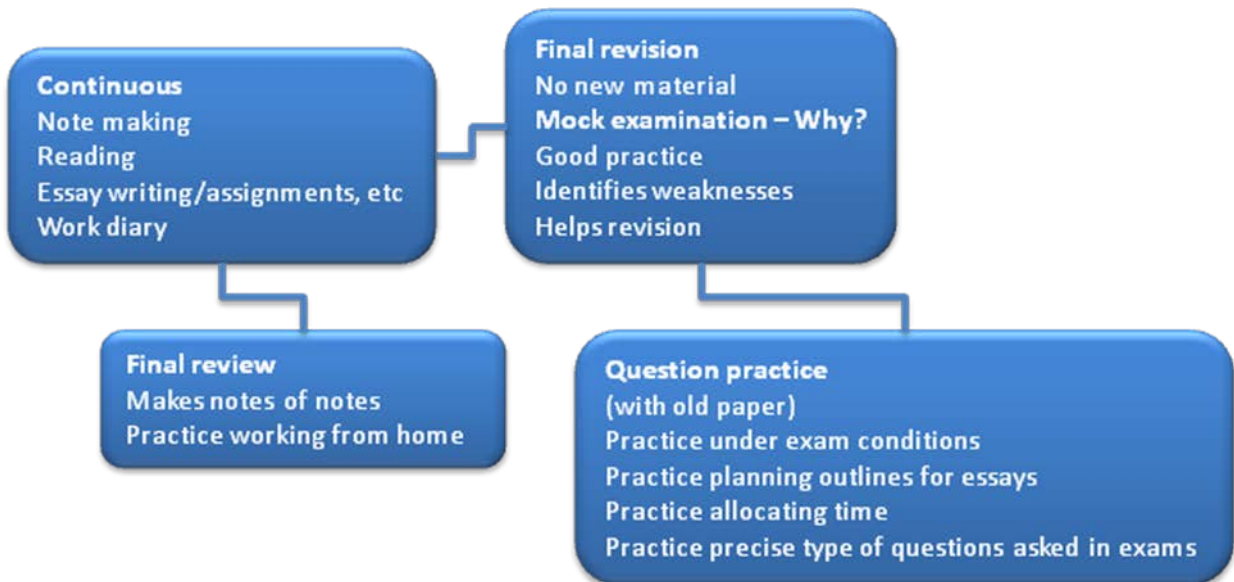 Continuous
Note making
Reading
Essay writing/assignments, etc
Work diary
Final revision
No new material
Mock examination – Why?
Good practice
Identifies weaknesses
Helps revision
Final review
Makes notes of notes
Practice working from home
Question practice
(with old paper)
Practice under exam conditions
Practice planning outlines for essays
Practice allocating time
Practice precise type of questions asked in exams